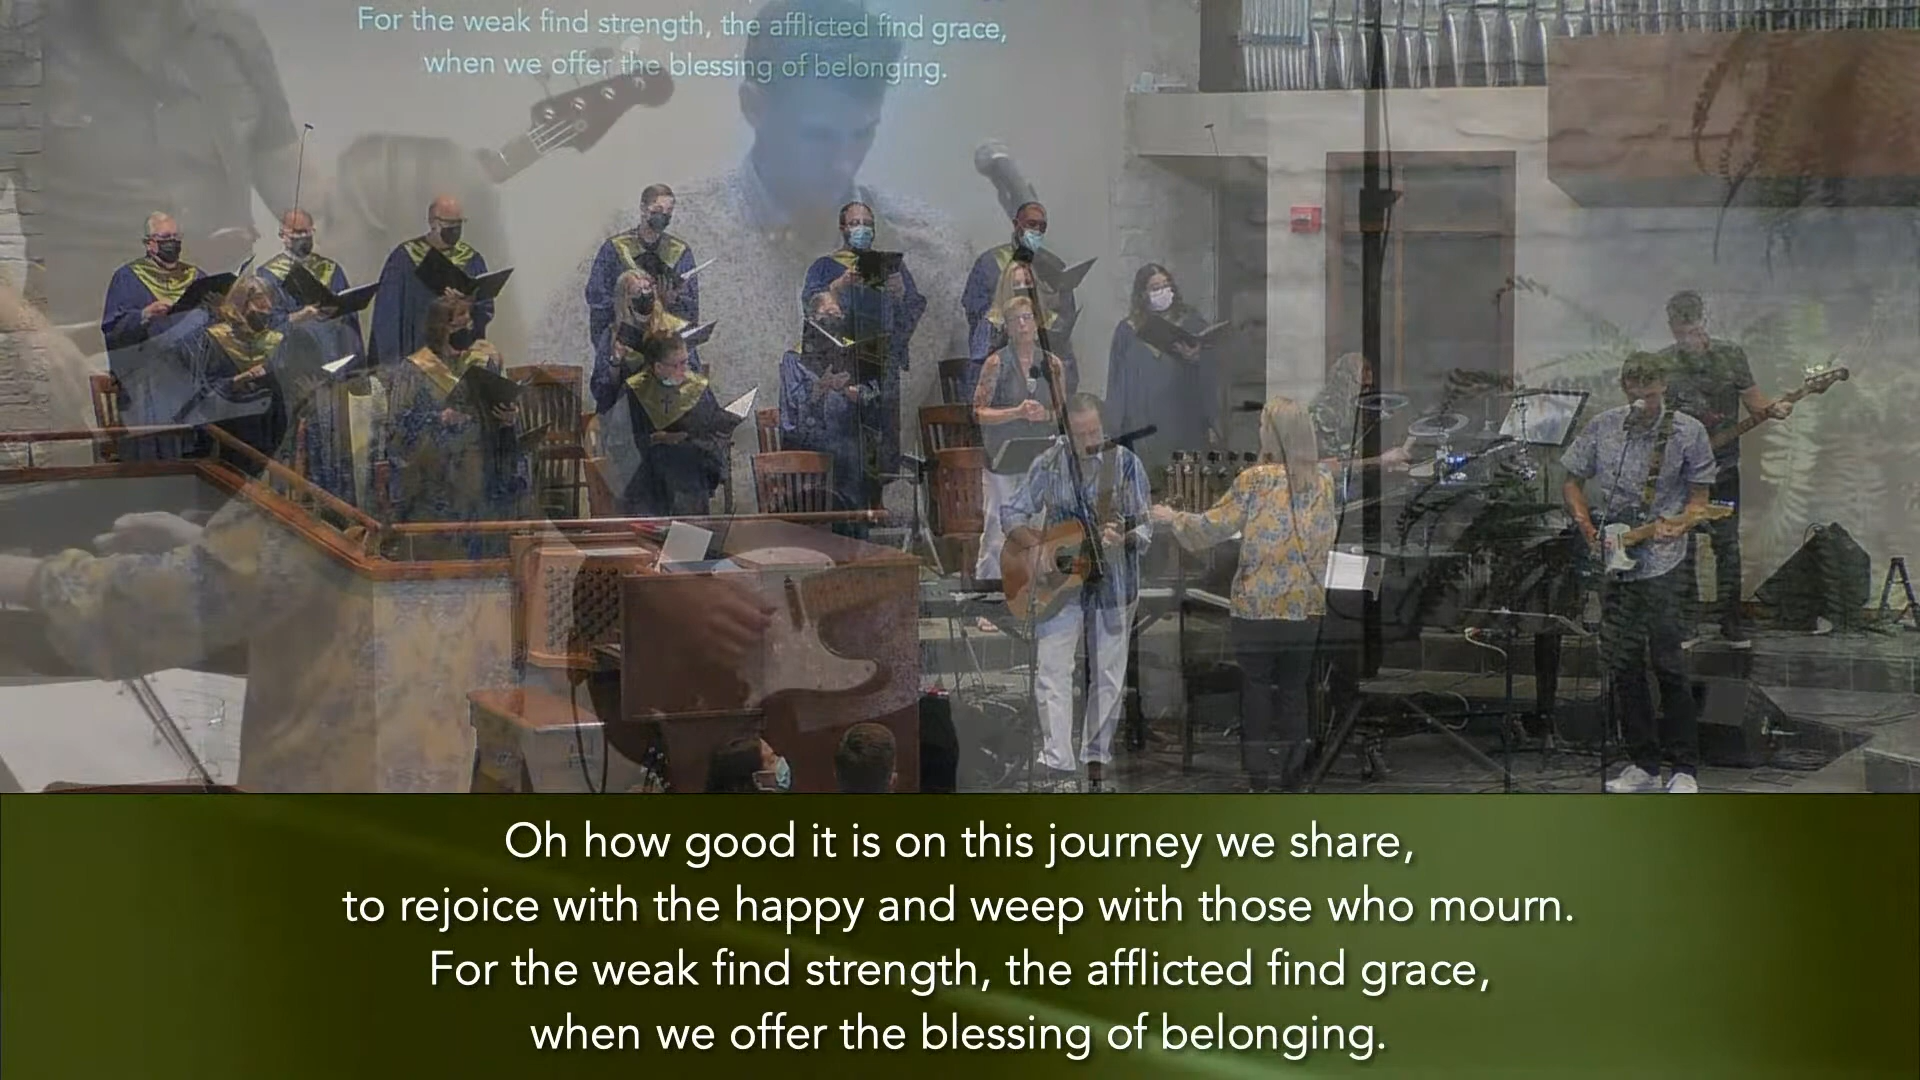 For the weak find strength, the afflicted find grace,
when we offer the blessing of belonging.
Oh how good it is on this journey we share,
to rejoice with the happy and weep with those who mourn.
For the weak find strength, the afflicted find grace,
when we offer the blessing of belonging.